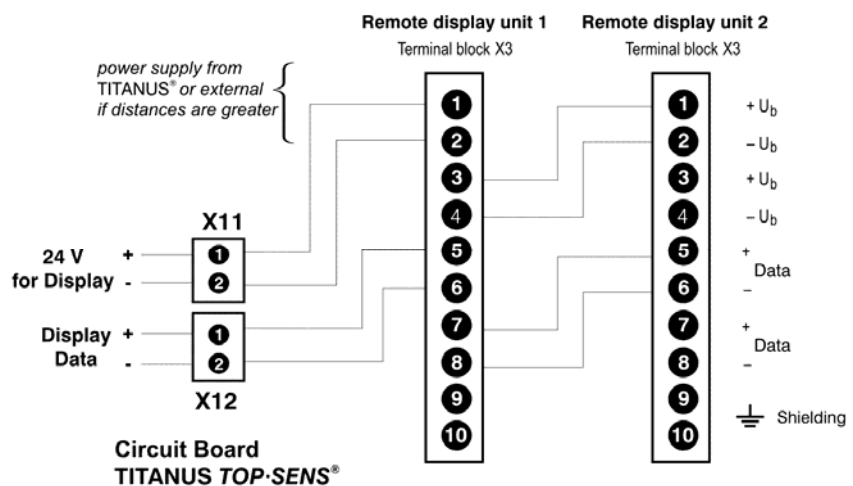 Remote display unit 1
Terminal block X3
Remote display unit 2
Terminal block X3
power supply from
TITANUS® or external
if distances are greater
1
2
3
4
5
6
7
8
9
10
1
2
3
4
5
6
7
8
9
10
+ Ub
– Ub
+ Ub
– Ub
+
Data
–
+
Data
–
Shielding
X11
24 V
for Display
+
-
1
2
Display
Data
+
-
1
2
X12
Circuit Board
TITANUS TOP·SENS®